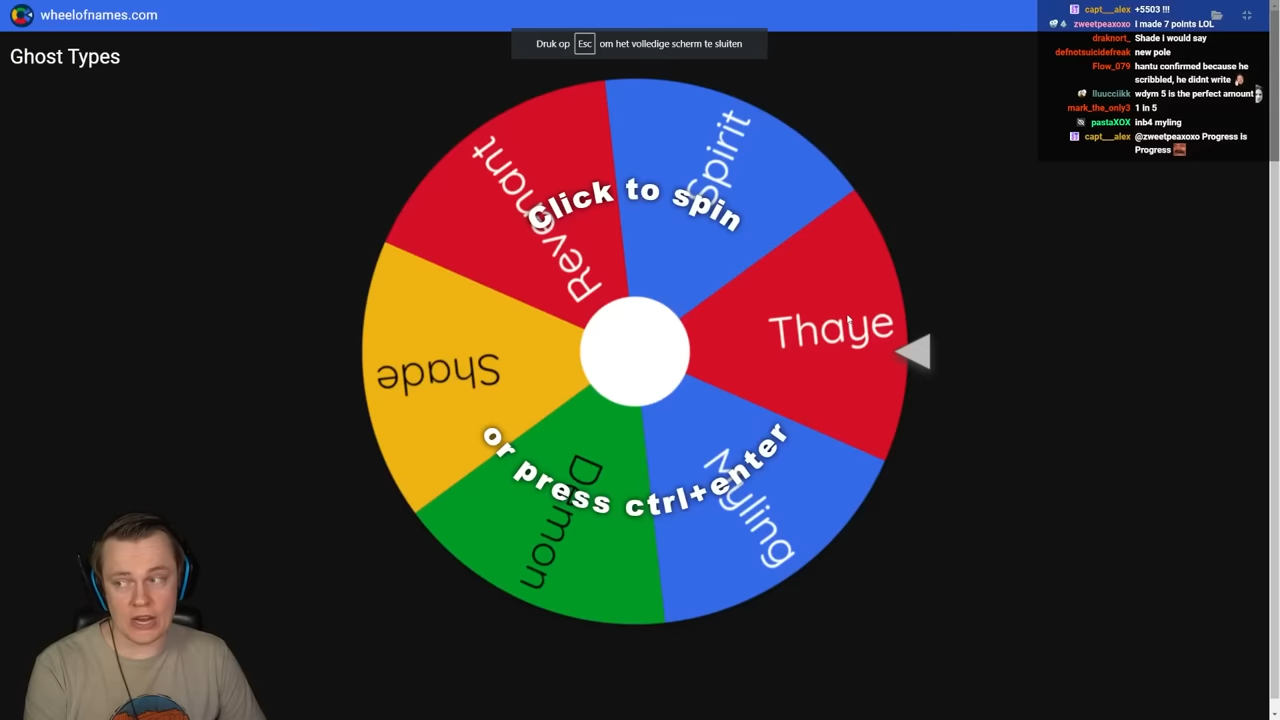 wheelofnames.com
Ghost Types
Druk op Esc om het volledige scherm te sluiten
capt__alex +5503 !!!
zweetpeaxoxo I made 7 points LOL
draknort_ Shade I would say
defnotsuicidefreak new pole
Flow_079 hantu confirmed because he
scribbled, he didnt write
lluucciikk wdym 5 is the perfect amount
mark_the_only3 1 in 5
pastaXOX inb4 myling
capt__alex @zweetpeaxoxo Progress is
Progress
Spirit
Revenant
Click to spin
Thaye
Shade
or press ctrl+enter
Demon
Myling